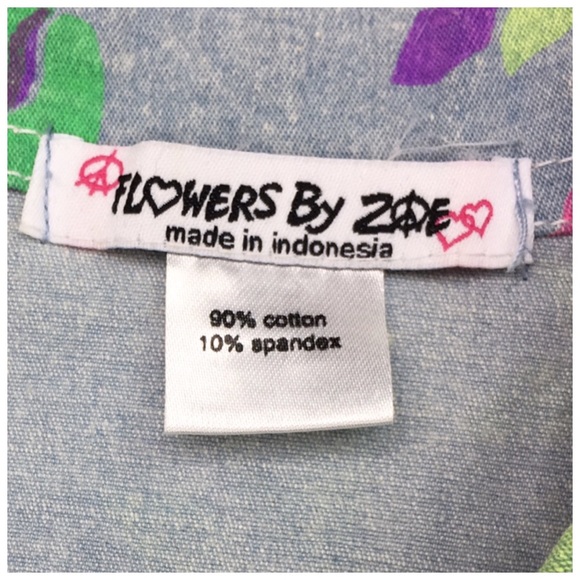 FLOWERS By ZOE
made in indonesia
90% cotton
10% spandex